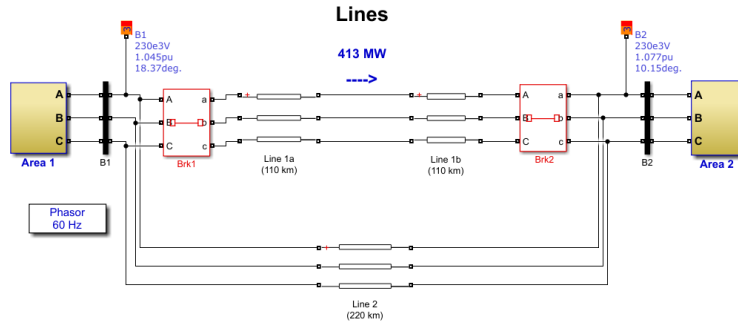 Lines
B1
230e3V
1.045pu
18.37deg.
413 MW
---->
B2
230e3V
1.077pu
10.15deg.
A
B
C
Area 1
B1
A
B
C
a
b
c
Brk1
+
Line 1a
(110 km)
+
Line 1b
(110 km)
A
B
C
a
b
c
Brk2
B2
A
B
C
Area 2
Phasor
60 Hz
+
Line 2
(220 km)